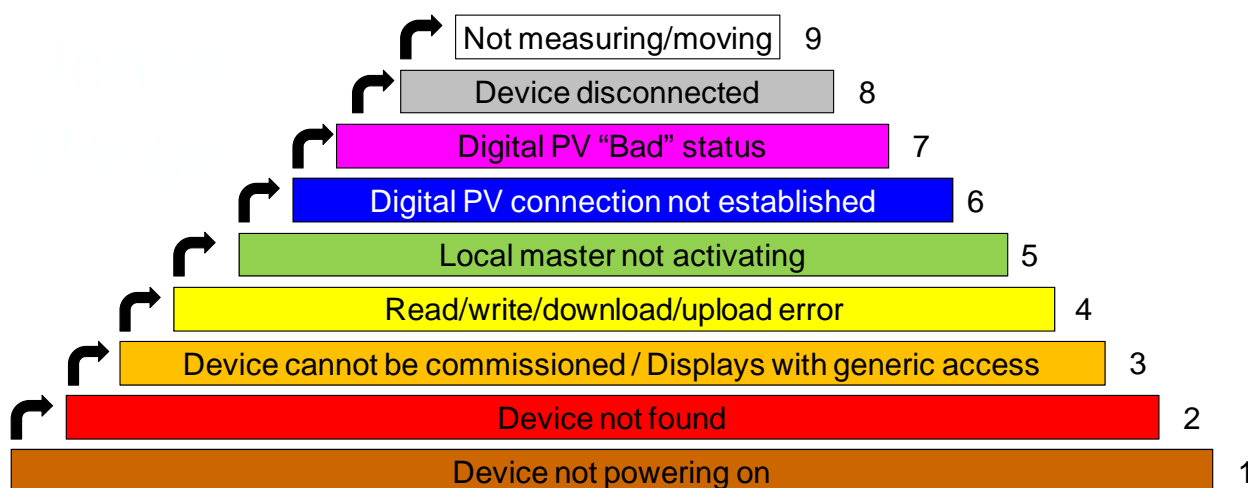 Not measuring/moving 9
Device disconnected 8
Digital PV “Bad” status 7
Digital PV connection not established 6
Local master not activating 5
Read/write/download/upload error 4
Device cannot be commissioned / Displays with generic access 3
Device not found 2
Device not powering on 1